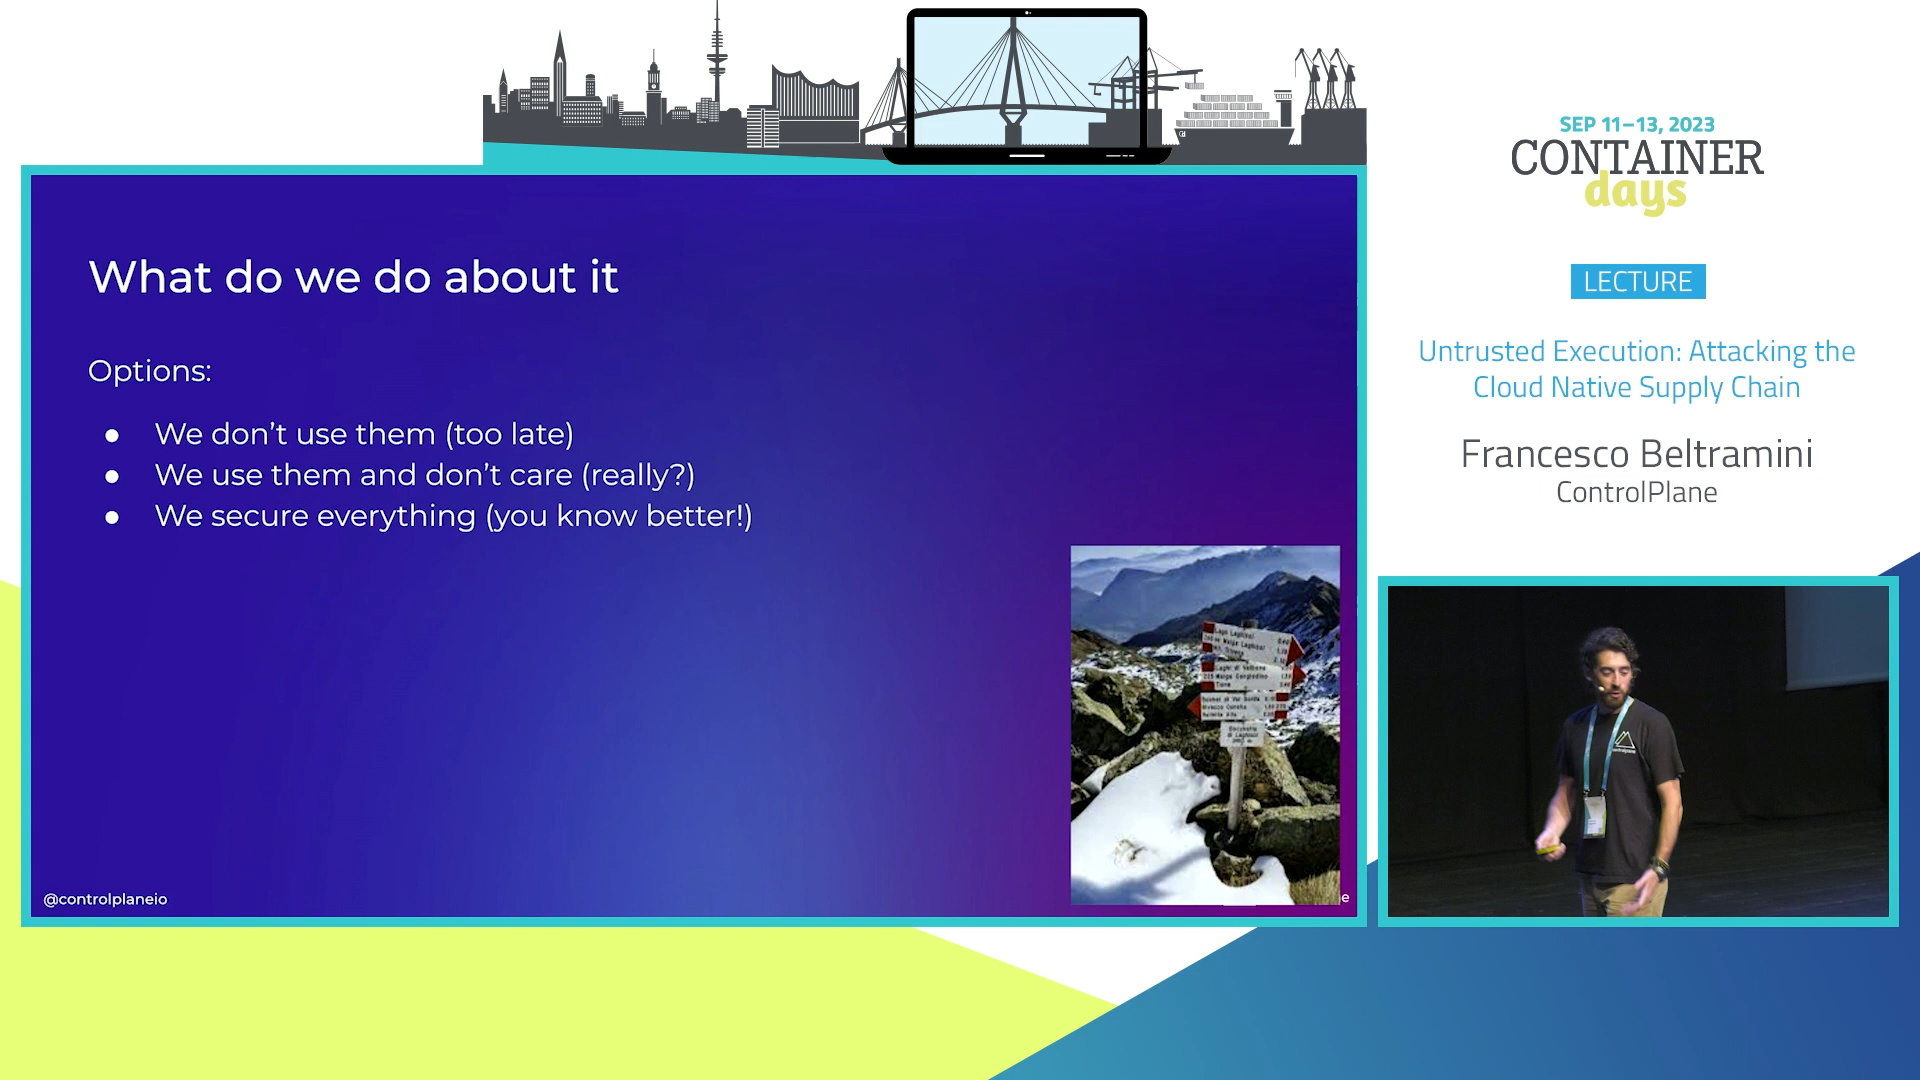 SEP 11–13, 2023
CONTAINER
days
LECTURE
Untrusted Execution: Attacking the
Cloud Native Supply Chain
Francesco Beltramini
ControlPlane
What do we do about it
Options:
● We don’t use them (too late)
● We use them and don’t care (really?)
● We secure everything (you know better!)
@controlplaneio